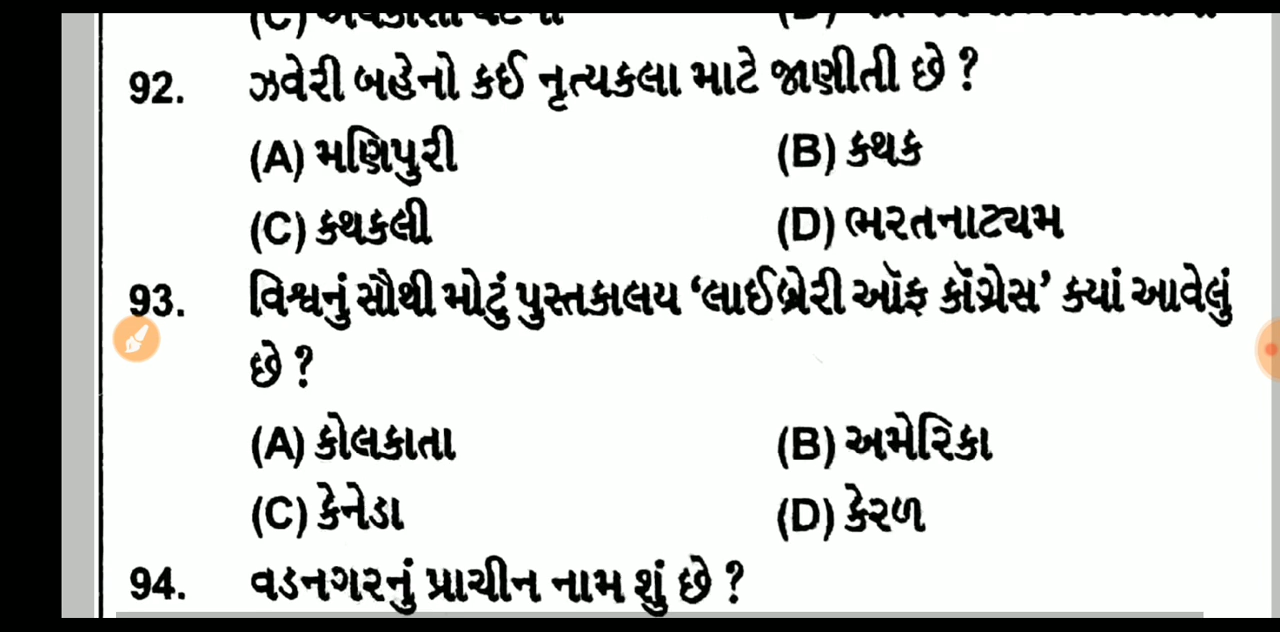 (C)
92. ઝવેરી બહેનો કઈ નૃત્યકલા માટે જાણીતી છે ?
(A) મણિપુરી (B) કથક
(C) કથકલી (D) ભરતનાટ્યમ
93. વિશ્વનું સૌથી મોટું પુસ્તકાલય ‘લાઈબ્રેરી ઑફ કૉંગ્રેસ’ ક્યાં આવેલું
છે ?
(A) કોલકાતા (B) અમેરિકા
(C) કેનેડા (D) કેરળ
94. વડનગરનું પ્રાચીન નામ શું છે ?